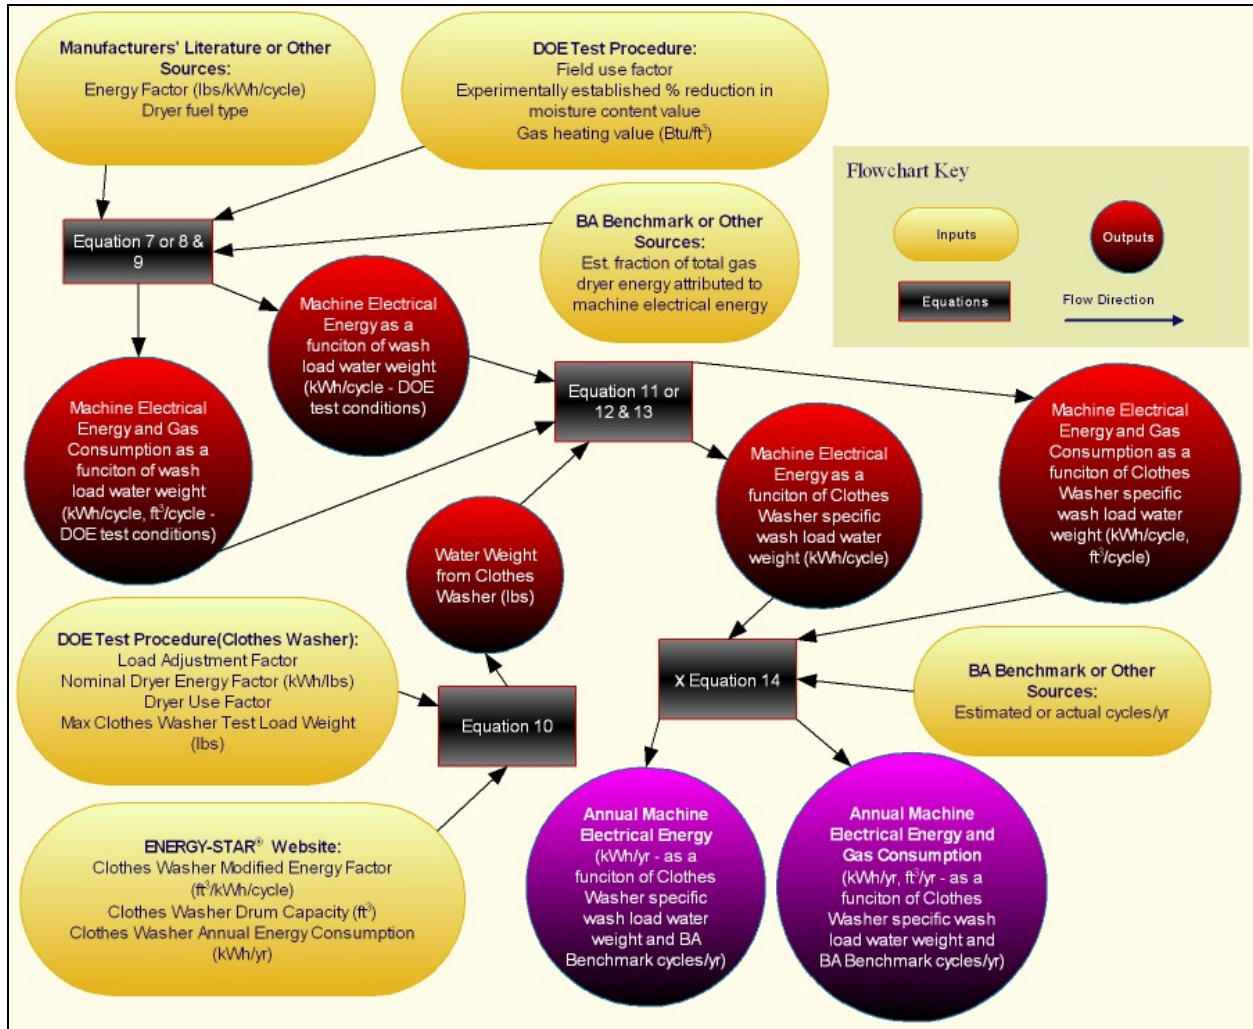 Manufacturers' Literature or Other
Sources:
Energy Factor (lbs/kWh/cycle)
Dryer fuel type
DOE Test Procedure:
Field use factor
Experimentally established % reduction in
moisture content value
Gas heating value (Btu/ft³)
Flowchart Key
Inputs
Outputs
Equations
Flow Direction
Equation 7 or 8 &
9
BA Benchmark or Other
Sources:
Est. fraction of total gas
dryer energy attributed to
machine electrical energy
Machine Electrical
Energy as a
funciton of wash
load water weight
(kWh/cycle - DOE
test conditions)
Machine Electrical
Energy and Gas
Consumption as a
funciton of wash
load water weight
(kWh/cycle, ft³/cycle -
DOE test conditions)
Equation 11 or
12 & 13
Machine Electrical
Energy as a
funciton of Clothes
Washer specific
wash load water
weight (kWh/cycle)
Machine Electrical
Energy and Gas
Consumption as a
funciton of Clothes
Washer specific
wash load water
weight (kWh/cycle,
ft³/cycle)
Water Weight
from Clothes
Washer (lbs)
DOE Test Procedure(Clothes Washer):
Load Adjustment Factor
Nominal Dryer Energy Factor (kWh/lbs)
Dryer Use Factor
Max Clothes Washer Test Load Weight
(lbs)
Equation 10
X Equation 14
BA Benchmark or Other
Sources:
Estimated or actual cycles/yr
ENERGY-STAR® Website:
Clothes Washer Modified Energy Factor
(ft³/kWh/cycle)
Clothes Washer Drum Capacity (ft³)
Clothes Washer Annual Energy Consumption
(kWh/yr)
Annual Machine
Electrical Energy
(kWh/yr - as a
funciton of Clothes
Washer specific
wash load water
weight and BA
Benchmark cycles/yr)
Annual Machine
Electrical Energy and
Gas Consumption
(kWh/yr, ft³/yr - as a
funciton of Clothes
Washer specific wash
load water weight and
BA Benchmark cycles/yr)